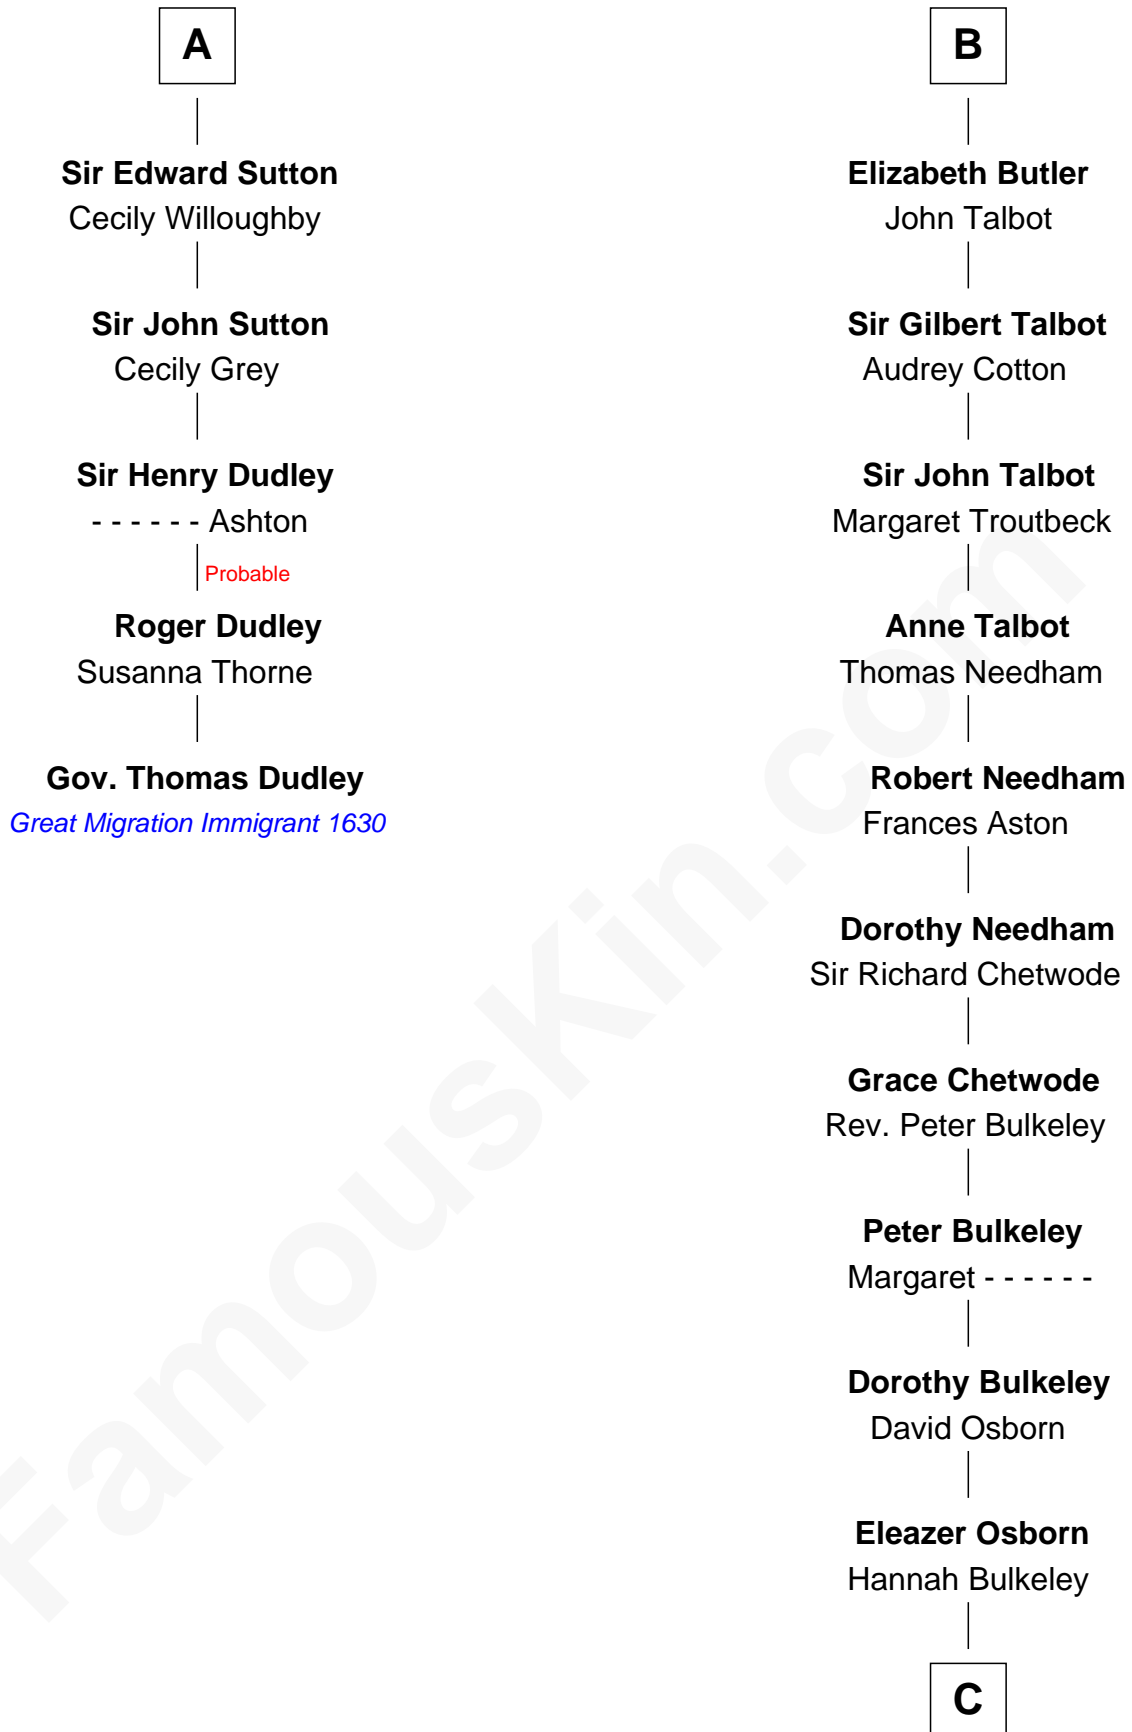 A
Sir Edward Sutton
Cecily Willoughby
Sir John Sutton
Cecily Grey
Sir Henry Dudley
- - - - - - Ashton
Probable
Roger Dudley
Susanna Thorne
Gov. Thomas Dudley
Great Migration Immigrant 1630
B
Elizabeth Butler
John Talbot
Sir Gilbert Talbot
Audrey Cotton
Sir John Talbot
Margaret Troutbeck
Anne Talbot
Thomas Needham
Robert Needham
Frances Aston
Dorothy Needham
Sir Richard Chetwode
Grace Chetwode
Rev. Peter Bulkeley
Peter Bulkeley
Margaret - - - - - -
Dorothy Bulkeley
David Osborn
Eleazer Osborn
Hannah Bulkeley
C
FamousKin.com